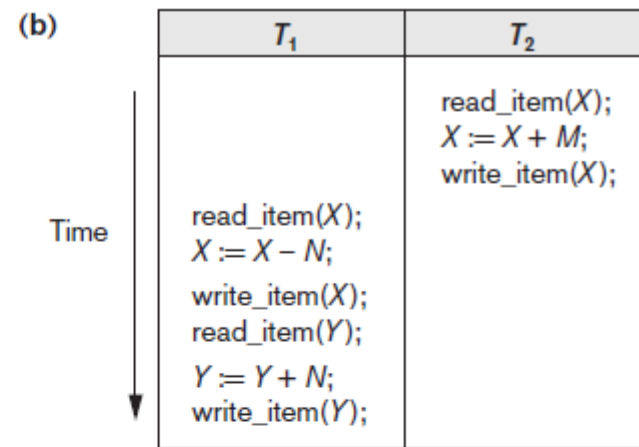 (b)
T₁ T₂
read_item(X);
X := X + M;
write_item(X);
Time
read_item(X);
X := X – N;
write_item(X);
read_item(Y);
Y := Y + N;
write_item(Y);